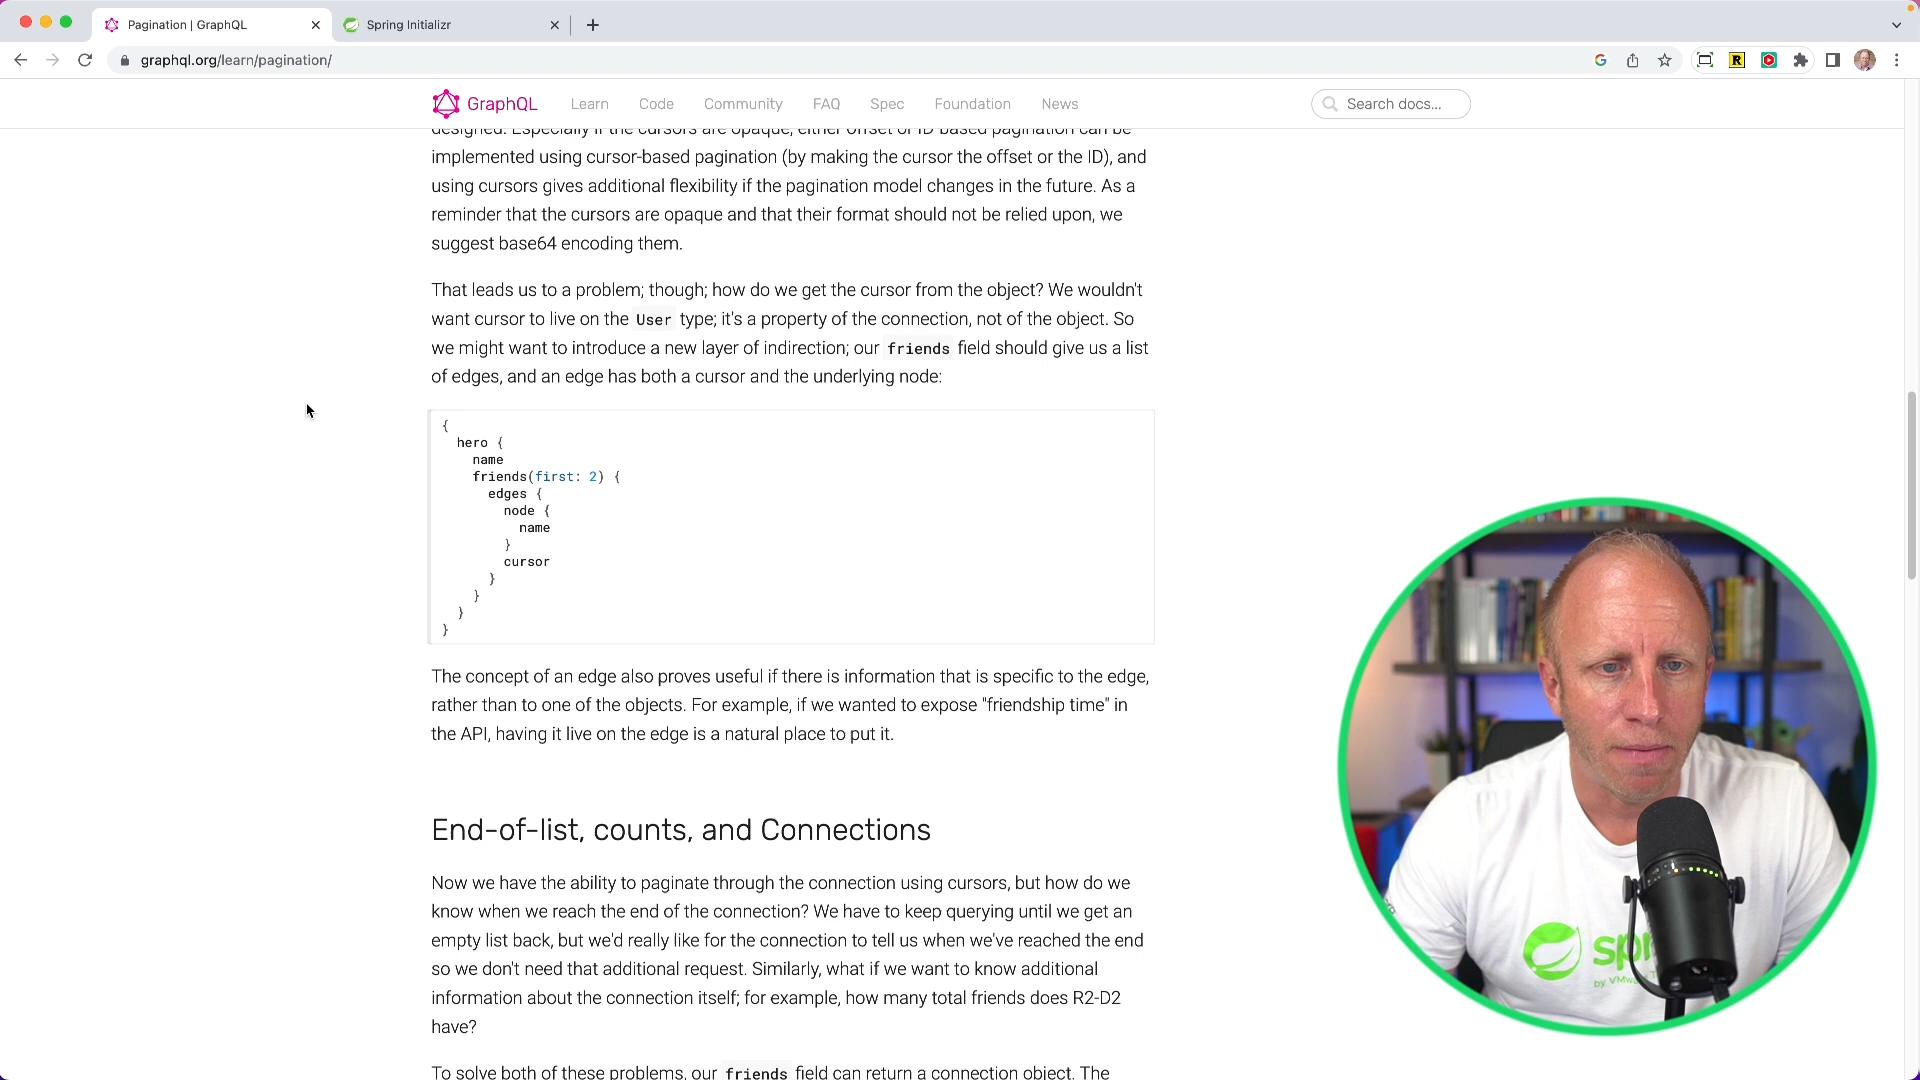 Pagination | GraphQL
Spring Initializr
graphql.org/learn/pagination/
GraphQL Learn Code Community FAQ Spec Foundation News Search docs...
designed. Especially if the cursors are opaque, either offset or ID-based pagination can be
implemented using cursor-based pagination (by making the cursor the offset or the ID), and
using cursors gives additional flexibility if the pagination model changes in the future. As a
reminder that the cursors are opaque and that their format should not be relied upon, we
suggest base64 encoding them.
That leads us to a problem; though; how do we get the cursor from the object? We wouldn't
want cursor to live on the User type; it's a property of the connection, not of the object. So
we might want to introduce a new layer of indirection; our friends field should give us a list
of edges, and an edge has both a cursor and the underlying node:
{
hero {
name
friends(first: 2) {
edges {
node {
name
}
cursor
}
}
}
}
The concept of an edge also proves useful if there is information that is specific to the edge,
rather than to one of the objects. For example, if we wanted to expose "friendship time" in
the API, having it live on the edge is a natural place to put it.
End-of-list, counts, and Connections
Now we have the ability to paginate through the connection using cursors, but how do we
know when we reach the end of the connection? We have to keep querying until we get an
empty list back, but we'd really like for the connection to tell us when we've reached the end
so we don't need that additional request. Similarly, what if we want to know additional
information about the connection itself; for example, how many total friends does R2-D2
have?
To solve both of these problems, our friends field can return a connection object. The